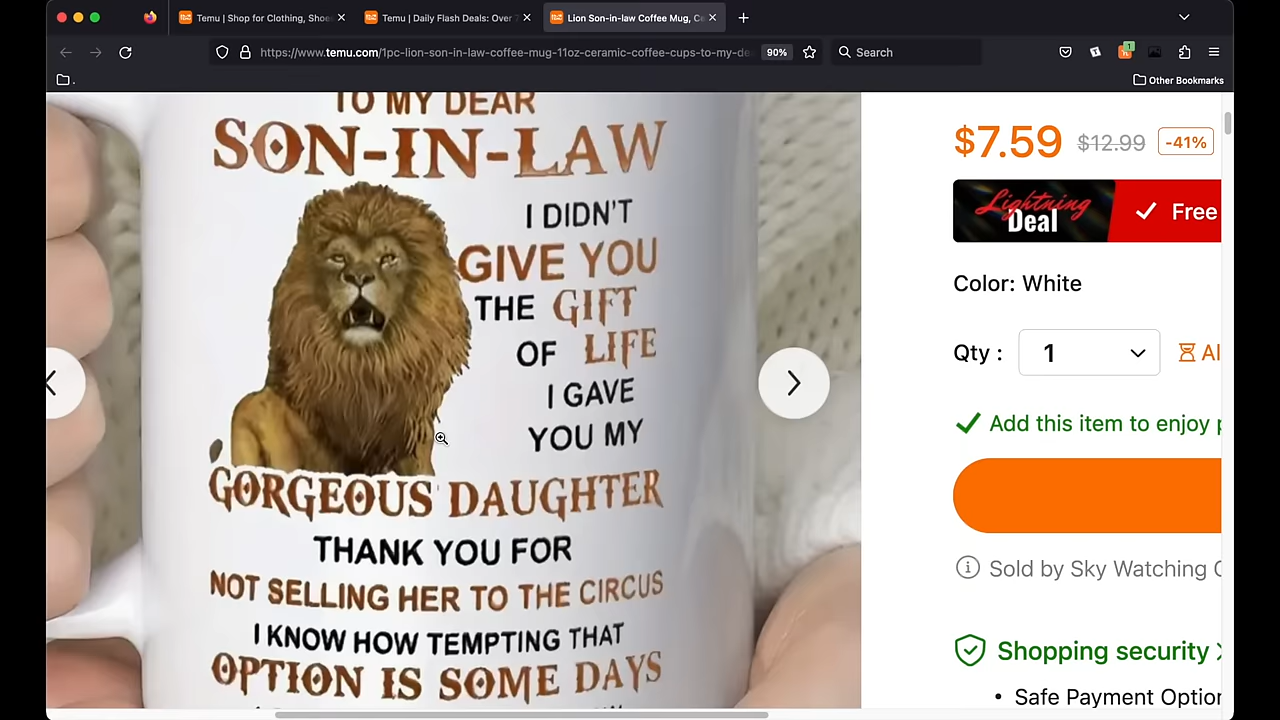 Temu | Shop for Clothing, Shoe
Temu | Daily Flash Deals: Over
Lion Son-in-law Coffee Mug, Ce
https://www.temu.com/1pc-lion-son-in-law-coffee-mug-11oz-ceramic-coffee-cups-to-my-de
90%
Search
1
Other Bookmarks
TO MY DEAR
SON-IN-LAW
I DIDN'T
GIVE YOU
THE GIFT
OF LIFE
I GAVE
YOU MY
GORGEOUS DAUGHTER
THANK YOU FOR
NOT SELLING HER TO THE CIRCUS
I KNOW HOW TEMPTING THAT
OPTION IS SOME DAYS
$7.59 $12.99 -41%
Lightning
Deal
Free
Color: White
Qty : 1 Al
Add this item to enjoy p
Sold by Sky Watching
Shopping security
• Safe Payment Optior